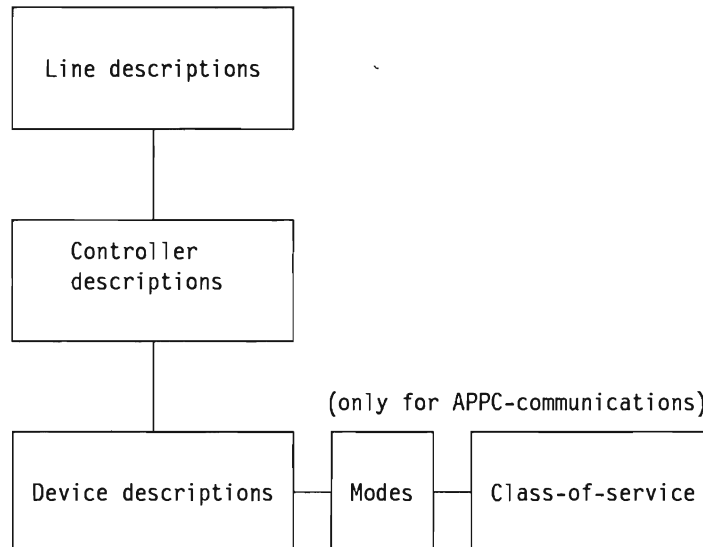 Line descriptions
Controller
descriptions
(only for APPC-communications)
Device descriptions
Modes
Class-of-service